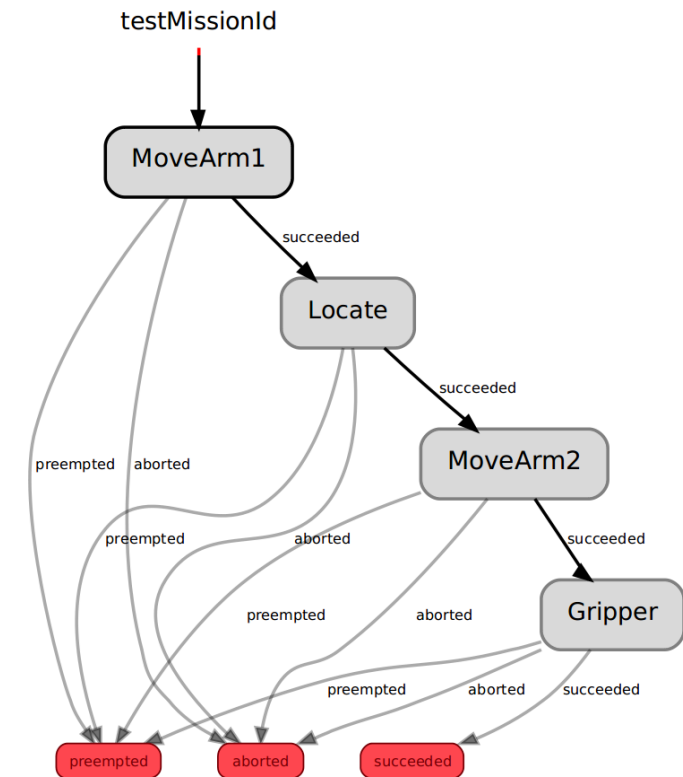 testMissionId
MoveArm1
succeeded
Locate
succeeded
MoveArm2
preempted
aborted
preempted
aborted
succeeded
Gripper
preempted
aborted
preempted
aborted
succeeded
preempted
aborted
succeeded